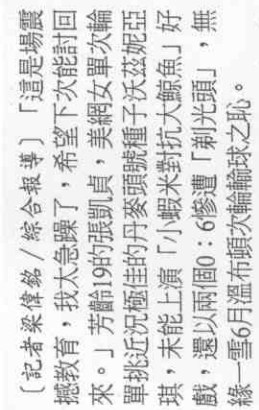 〔記者梁偉銘／綜合報導〕「這是場震
撼教育，我太急躁了，希望下次能討回
來。」芳齡19的張凱貞，美網女單次輪
單挑近況極佳的丹麥頭號種子沃茲妮亞
琪，未能上演「小蝦米對抗大鯨魚」好
戲，還以兩個0：6慘遭「剃光頭」，無
緣一雪6月溫布頓次輪輸球之恥。